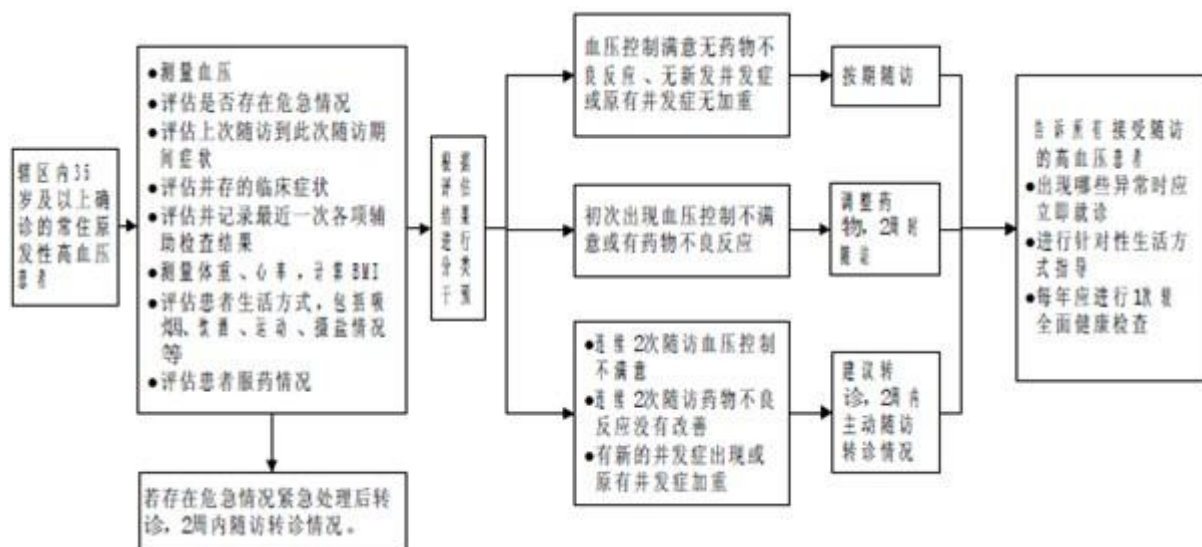 辖区内35
岁及以上确
诊的常住原
发性高血压
患者
●测量血压
●评估是否存在危急情况
●评估上次随访到此次随访期
间症状
●评估并存的临床症状
●评估并记录最近一次各项辅
助检查结果
●测量体重、心率，计算BMI
●评估患者生活方式，包括吸
烟、饮酒、运动、摄盐情况
等
●评估患者服药情况
若存在危急情况紧急处理后转
诊，2周内随访转诊情况。
根据评估结果进行分类干预
血压控制满意无药物不
良反应、无新发并发症
或原有并发症无加重
按期随访
初次出现血压控制不满
意或有药物不良反应
调整药
物，2周时
随访
●连续2次随访血压控制
不满意
●连续2次随访药物不良
反应没有改善
●有新的并发症出现或
原有并发症加重
建议转
诊，2周内
主动随访
转诊情况
告诉所有接受随访
的高血压患者
●出现哪些异常时应
立即就诊
●进行针对性生活方
式指导
●每年应进行1次较
全面健康检查